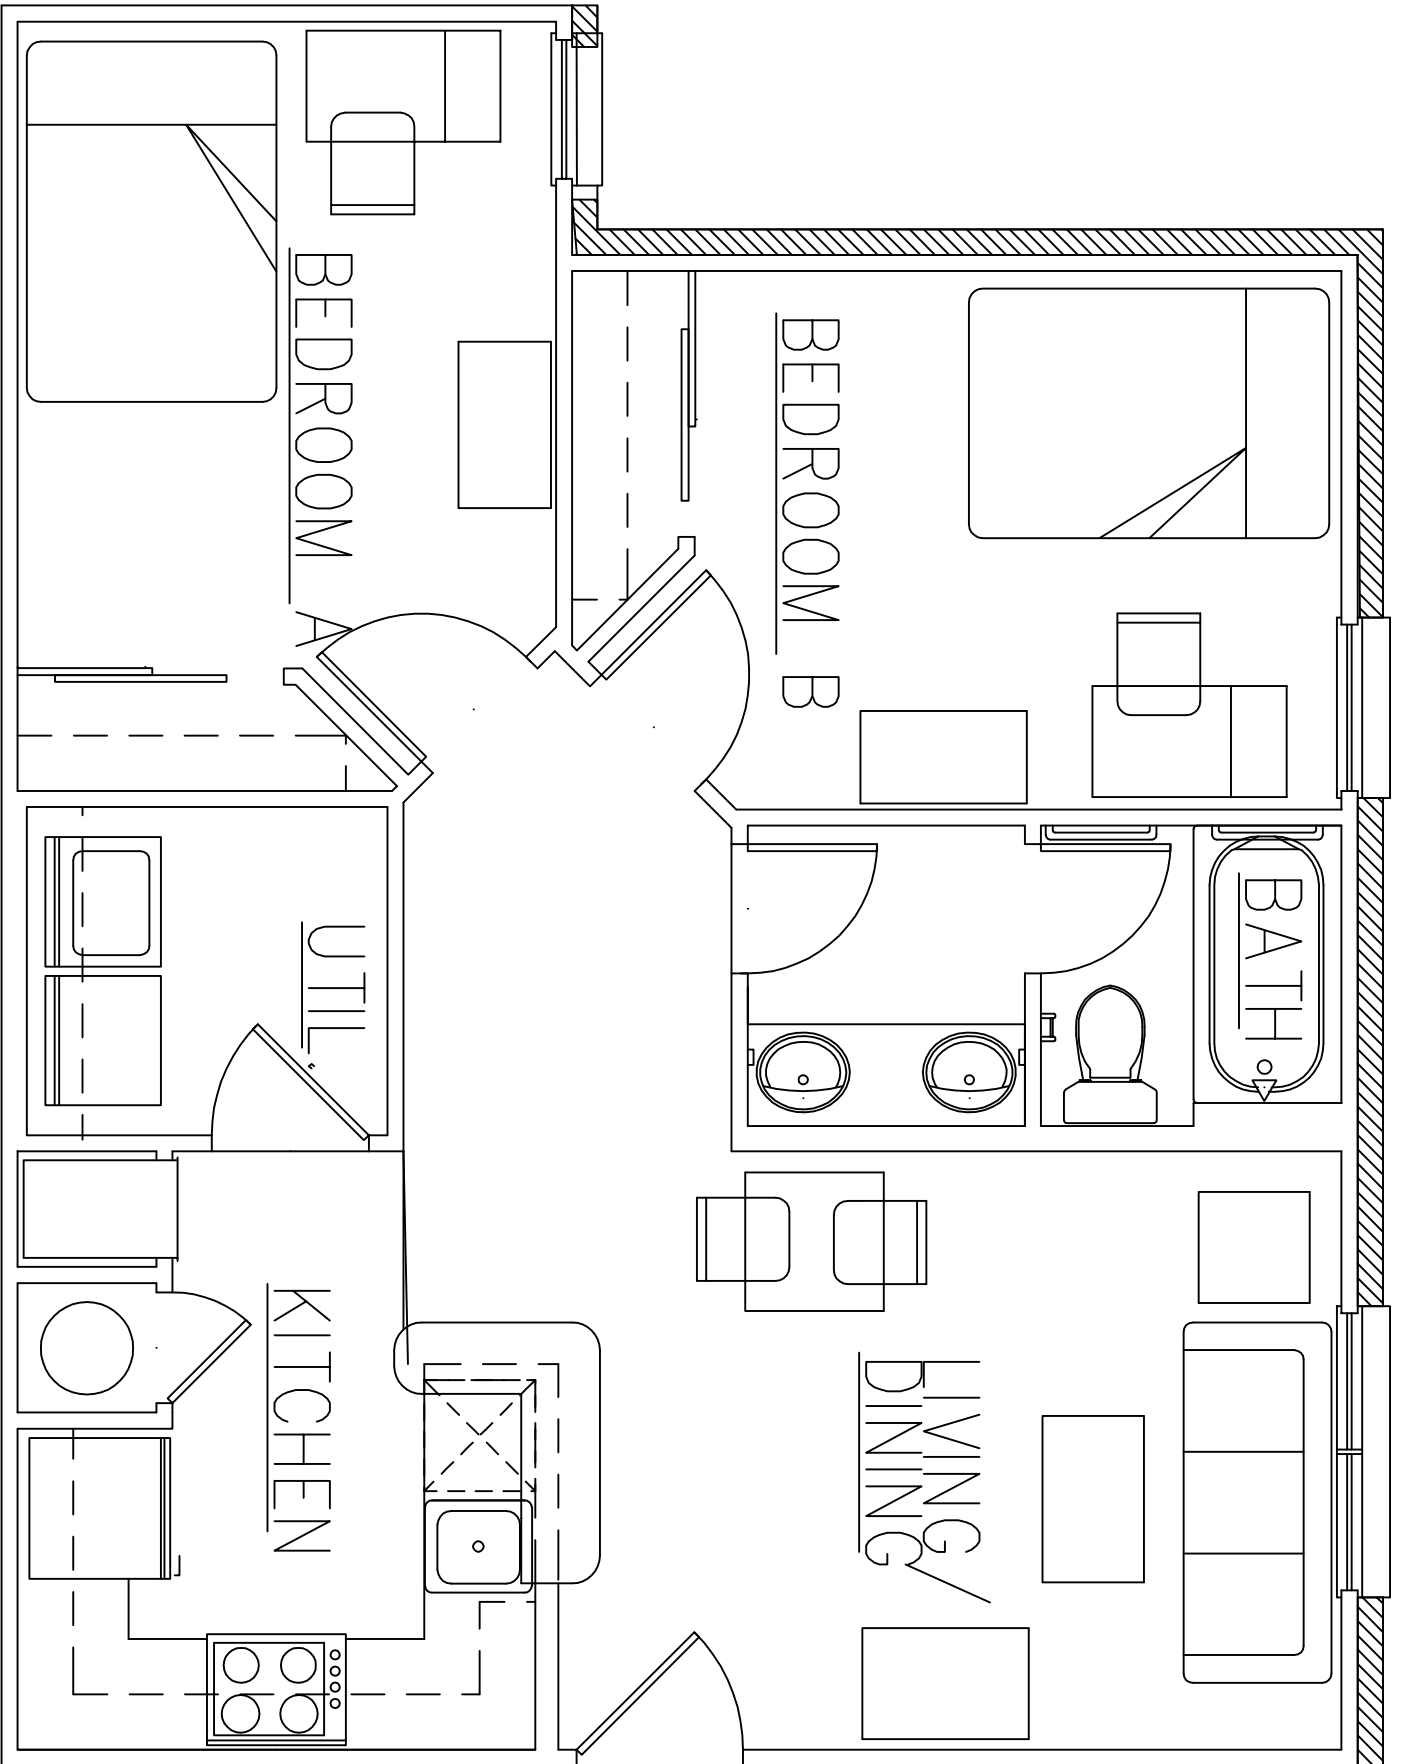 BEDROOM A
BEDROOM B
BATH
UTIL.
KITCHEN
LIVING/
DINING